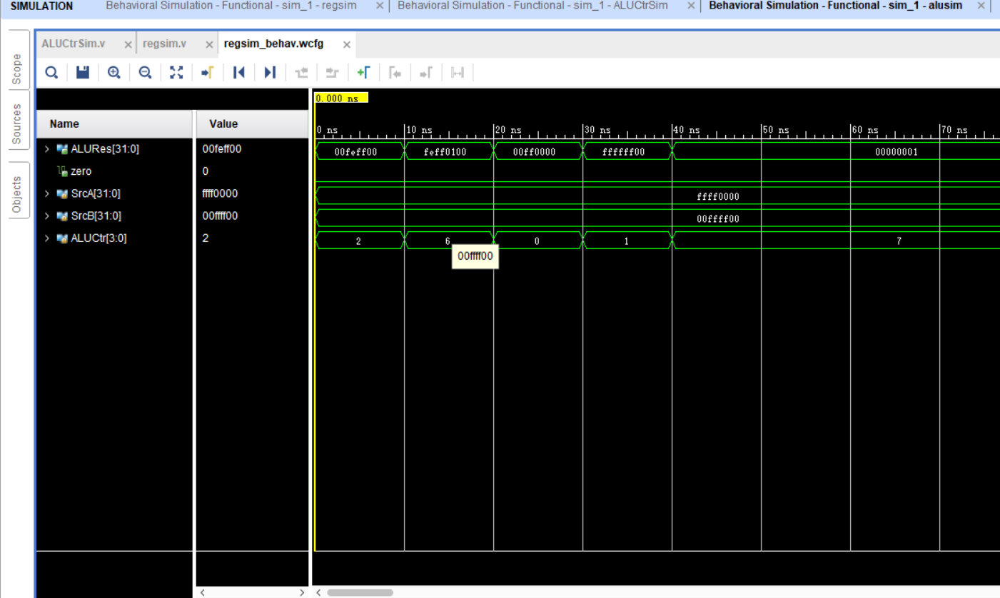 SIMULATION Behavioral Simulation - Functional - sim_1 - regsim Behavioral Simulation - Functional - sim_1 - ALUCtrSim Behavioral Simulation - Functional - sim_1 - alusim
ALUCtrSim.v regsim.v regsim_behav.wcfg
Scope
Sources
Objects
0.000 ns
Name Value
0 ns 10 ns 20 ns 30 ns 40 ns 50 ns 60 ns 70 ns
ALURes[31:0] 00feff00 00feff00 feff0100 00ff0000 ffffff00 00000001
zero 0
SrcA[31:0] ffff0000 ffff0000
SrcB[31:0] 00ffff00 00ffff00
ALUCtr[3:0] 2 2 6 0 1 7
00ffff00